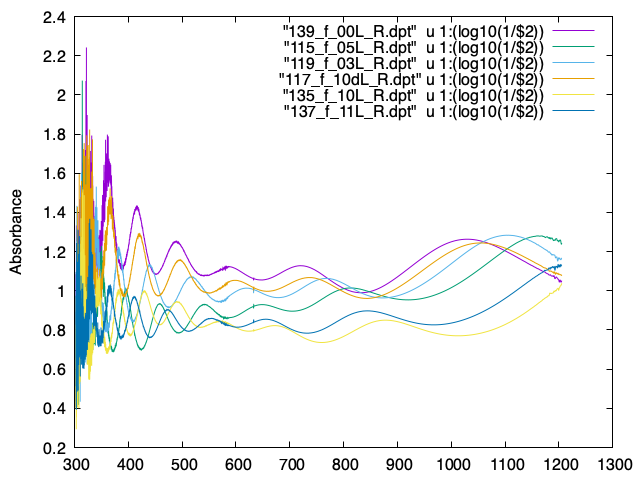 2.4
2.2
2
1.8
1.6
1.4
1.2
1
0.8
0.6
0.4
0.2
Absorbance
"139_f_00L_R.dpt" u 1:(log10(1/$2))
"115_f_05L_R.dpt" u 1:(log10(1/$2))
"119_f_03L_R.dpt" u 1:(log10(1/$2))
"117_f_10dL_R.dpt" u 1:(log10(1/$2))
"135_f_10L_R.dpt" u 1:(log10(1/$2))
"137_f_11L_R.dpt" u 1:(log10(1/$2))
300 400 500 600 700 800 900 1000 1100 1200 1300